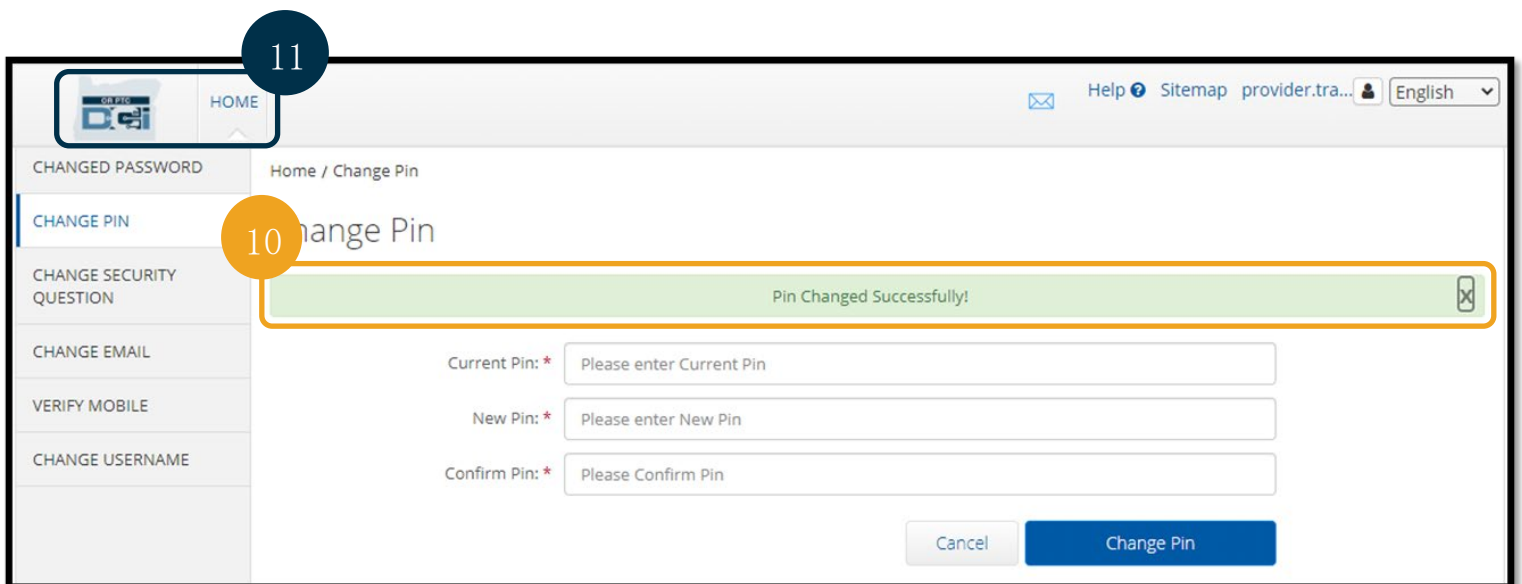 11
OR PTC
DCi
HOME
Help Sitemap provider.tra... English
CHANGED PASSWORD
CHANGE PIN
CHANGE SECURITY
QUESTION
CHANGE EMAIL
VERIFY MOBILE
CHANGE USERNAME
Home / Change Pin
10
hange Pin
Pin Changed Successfully! x
Current Pin: * Please enter Current Pin
New Pin: * Please enter New Pin
Confirm Pin: * Please Confirm Pin
Cancel Change Pin